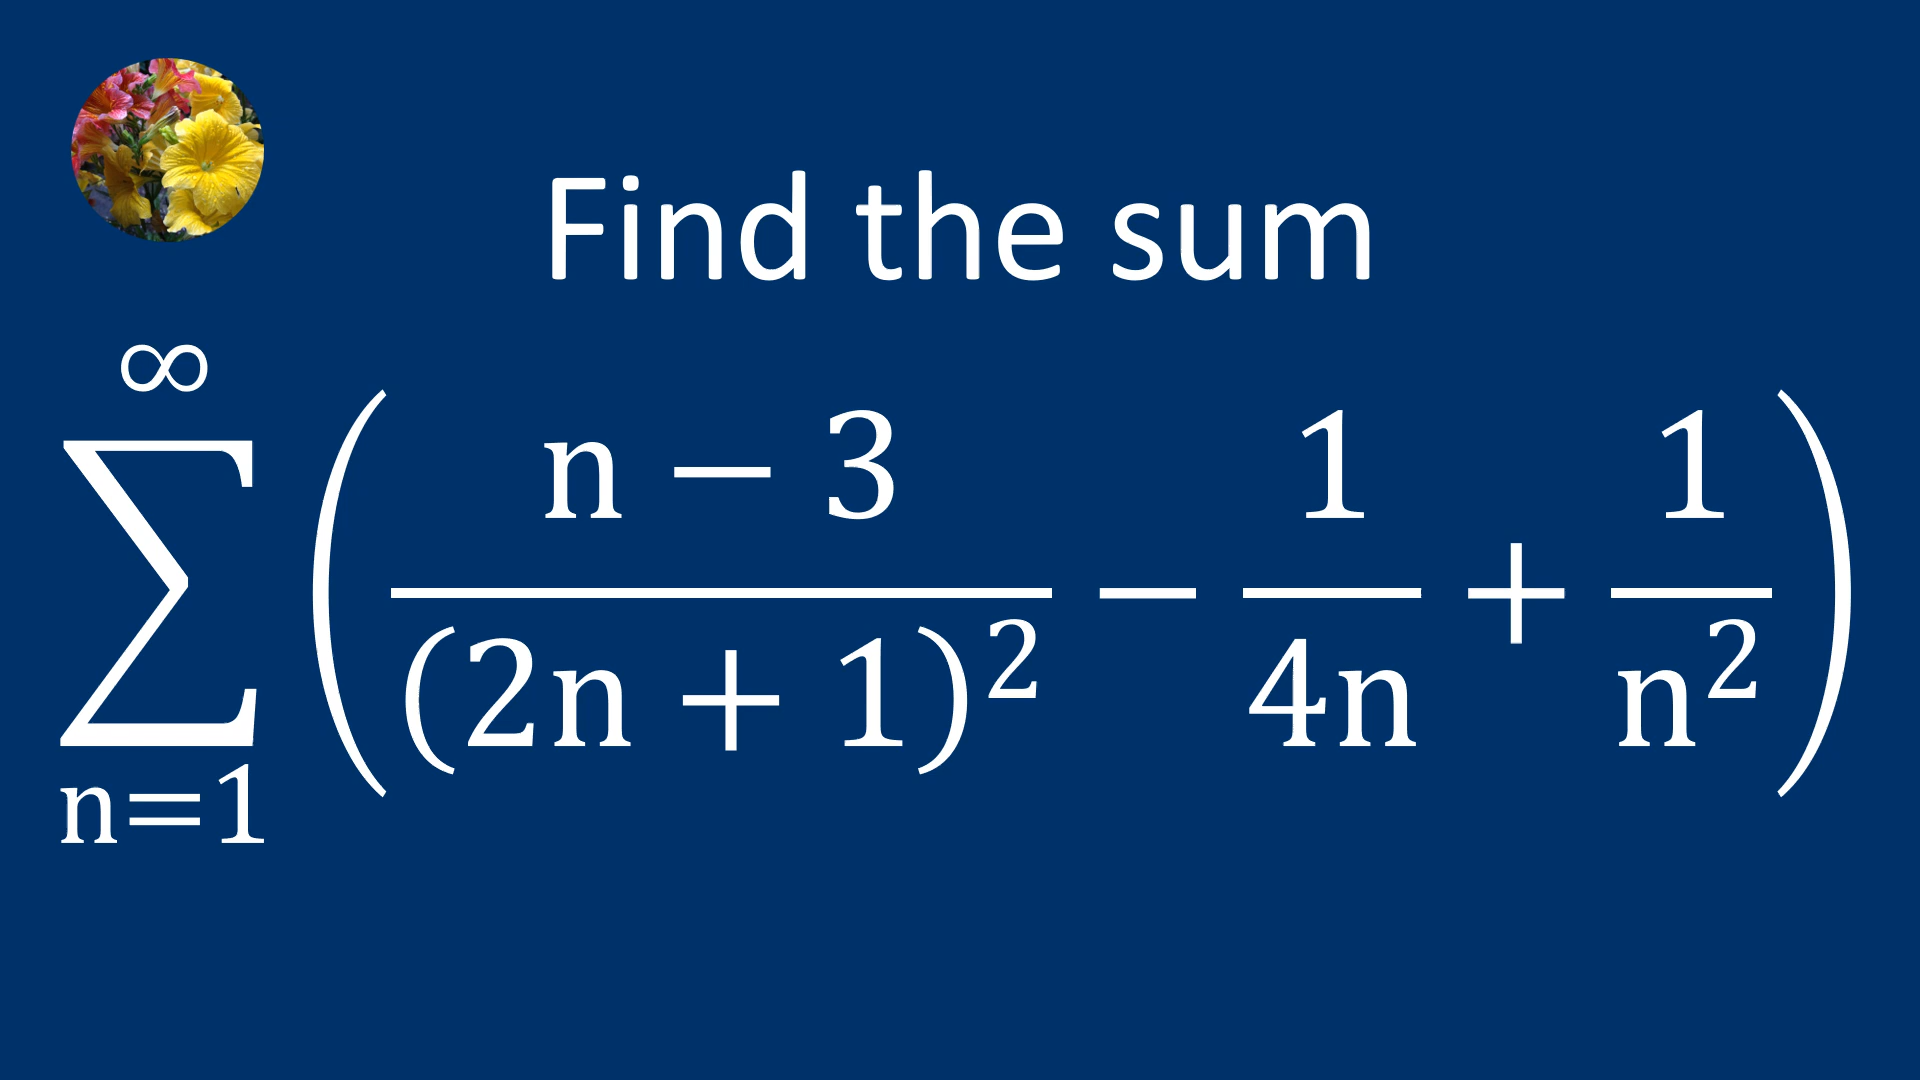 Find the sum
∑_{n=1}^{∞} ( (n − 3)/(2n + 1)² − 1/(4n) + 1/n² )